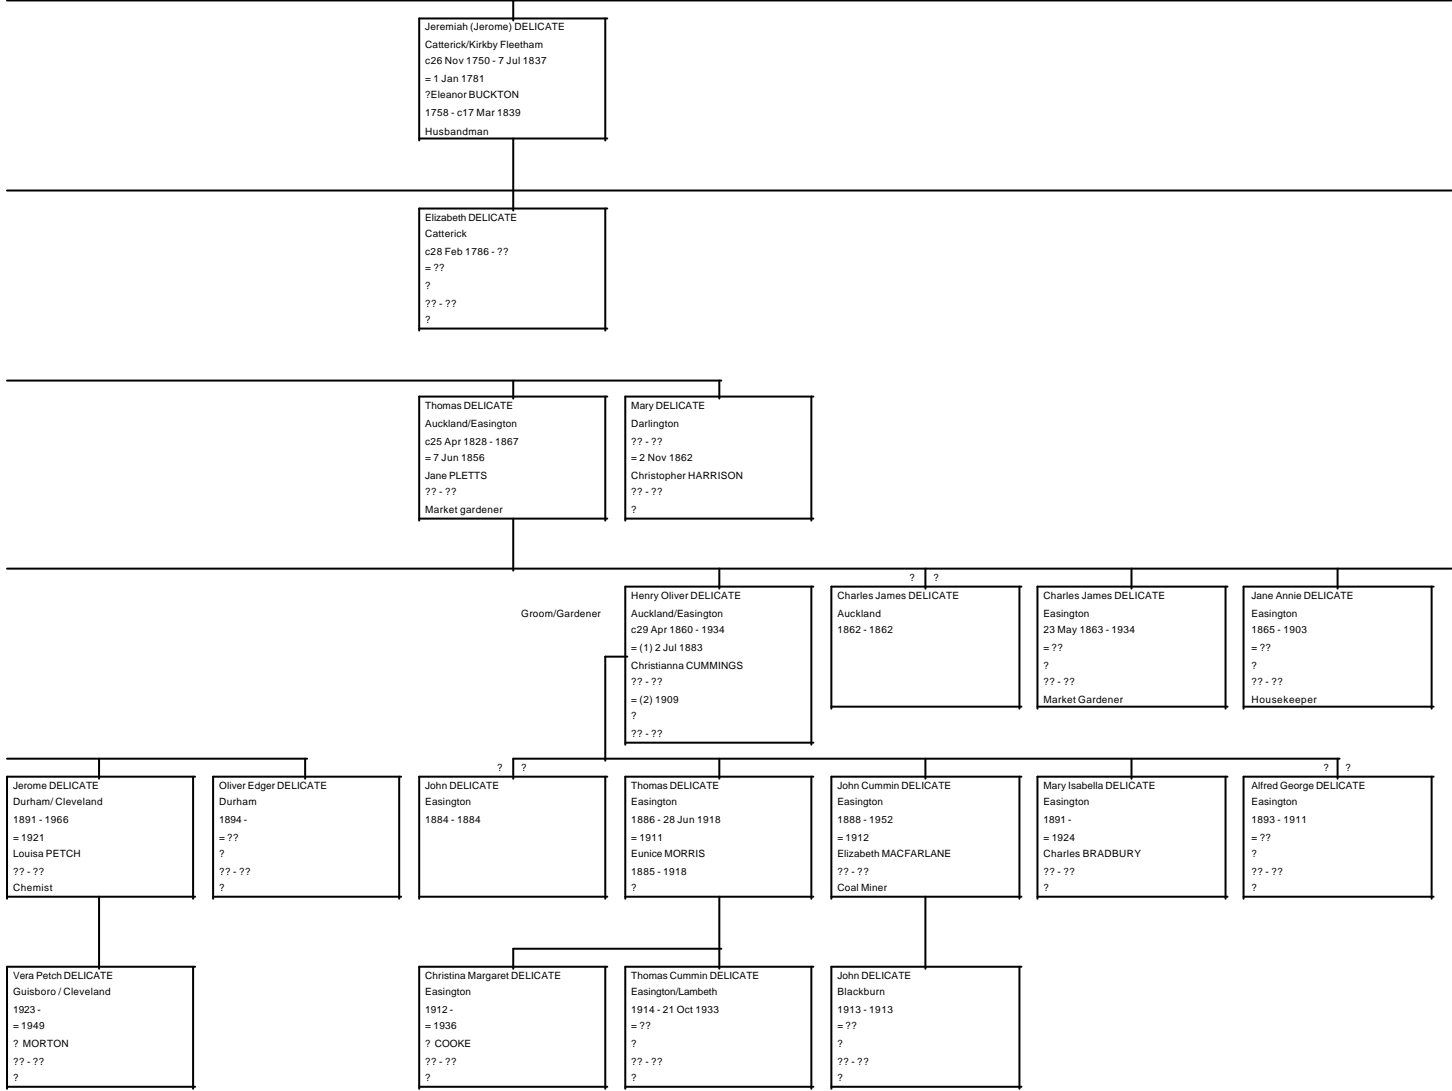 Jeremiah (Jerome) DELICATE
Catterick/Kirkby Fleetham
c26 Nov 1750 - 7 Jul 1837
= 1 Jan 1781
?Eleanor BUCKTON
1758 - c17 Mar 1839
Husbandman
Elizabeth DELICATE
Catterick
c28 Feb 1786 - ??
= ??
?
?? - ??
?
Thomas DELICATE
Auckland/Easington
c25 Apr 1828 - 1867
= 7 Jun 1856
Jane PLETTS
?? - ??
Market gardener
Mary DELICATE
Darlington
?? - ??
= 2 Nov 1862
Christopher HARRISON
?? - ??
?
Groom/Gardener
Henry Oliver DELICATE
Auckland/Easington
c29 Apr 1860 - 1934
= (1) 2 Jul 1883
Christianna CUMMINGS
?? - ??
= (2) 1909
?
?? - ??
? ?
Charles James DELICATE
Auckland
1862 - 1862
Charles James DELICATE
Easington
23 May 1863 - 1934
= ??
?
?? - ??
Market Gardener
Jane Annie DELICATE
Easington
1865 - 1903
= ??
?
?? - ??
Housekeeper
Jerome DELICATE
Durham/ Cleveland
1891 - 1966
= 1921
Louisa PETCH
?? - ??
Chemist
Oliver Edger DELICATE
Durham
1894 -
= ??
?
?? - ??
?
? ?
John DELICATE
Easington
1884 - 1884
Thomas DELICATE
Easington
1886 - 28 Jun 1918
= 1911
Eunice MORRIS
1885 - 1918
?
John Cummin DELICATE
Easington
1888 - 1952
= 1912
Elizabeth MACFARLANE
?? - ??
Coal Miner
Mary Isabella DELICATE
Easington
1891 -
= 1924
Charles BRADBURY
?? - ??
?
? ?
Alfred George DELICATE
Easington
1893 - 1911
= ??
?
?? - ??
?
Vera Petch DELICATE
Guisboro / Cleveland
1923 -
= 1949
? MORTON
?? - ??
?
Christina Margaret DELICATE
Easington
1912 -
= 1936
? COOKE
?? - ??
?
Thomas Cummin DELICATE
Easington/Lambeth
1914 - 21 Oct 1933
= ??
?
?? - ??
?
John DELICATE
Blackburn
1913 - 1913
= ??
?
?? - ??
?